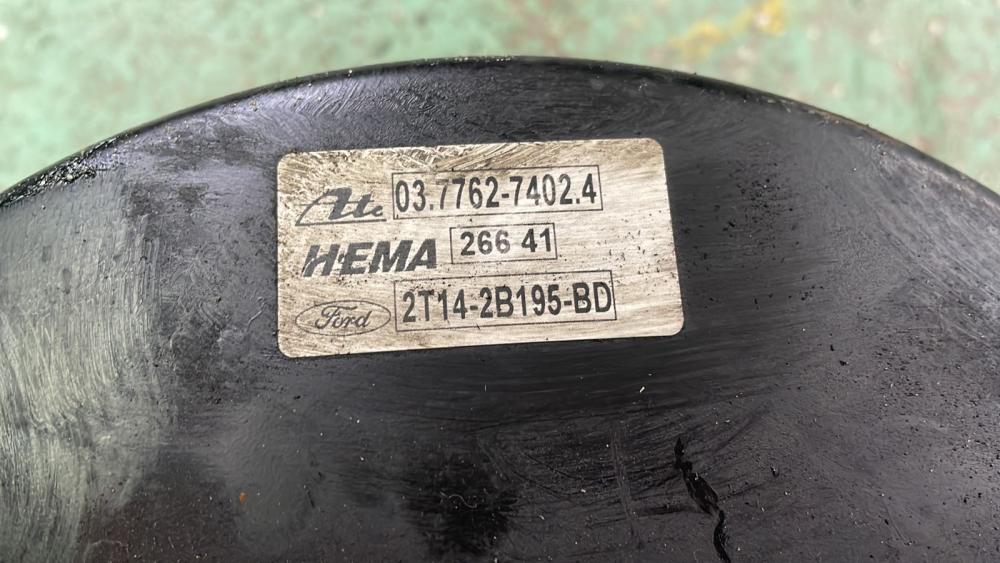 Ate 03.7762-7402.4
HEMA 266 41
Ford 2T14-2B195-BD